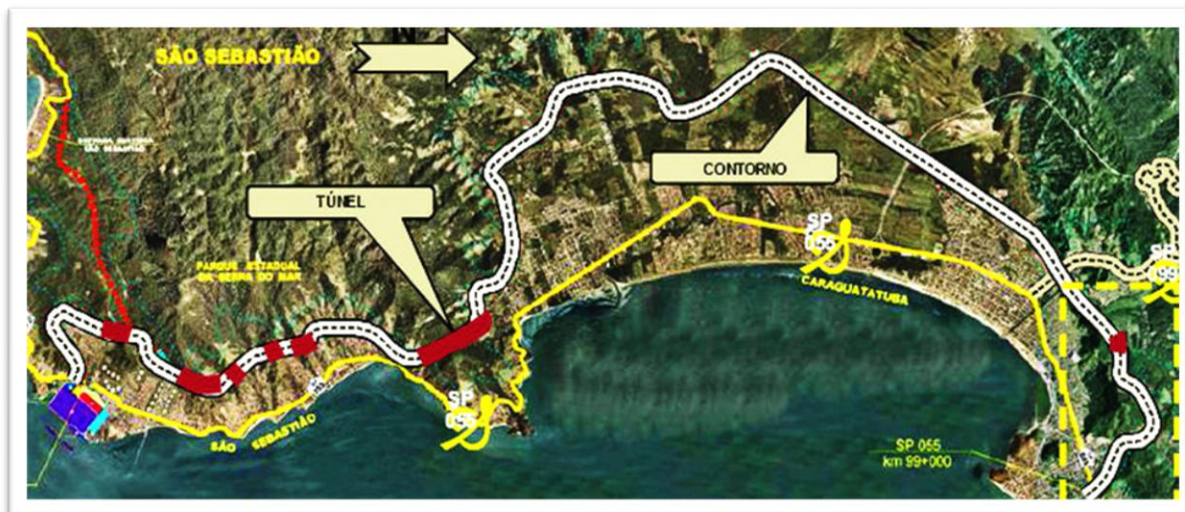 N
SÃO SEBASTIÃO
CONTORNO
TÚNEL
SP
055
PARQUE ESTADUAL
DA SERRA DO MAR
CARAGUATATUBA
SP
055
SÃO SEBASTIÃO
SP 055
km 99+000